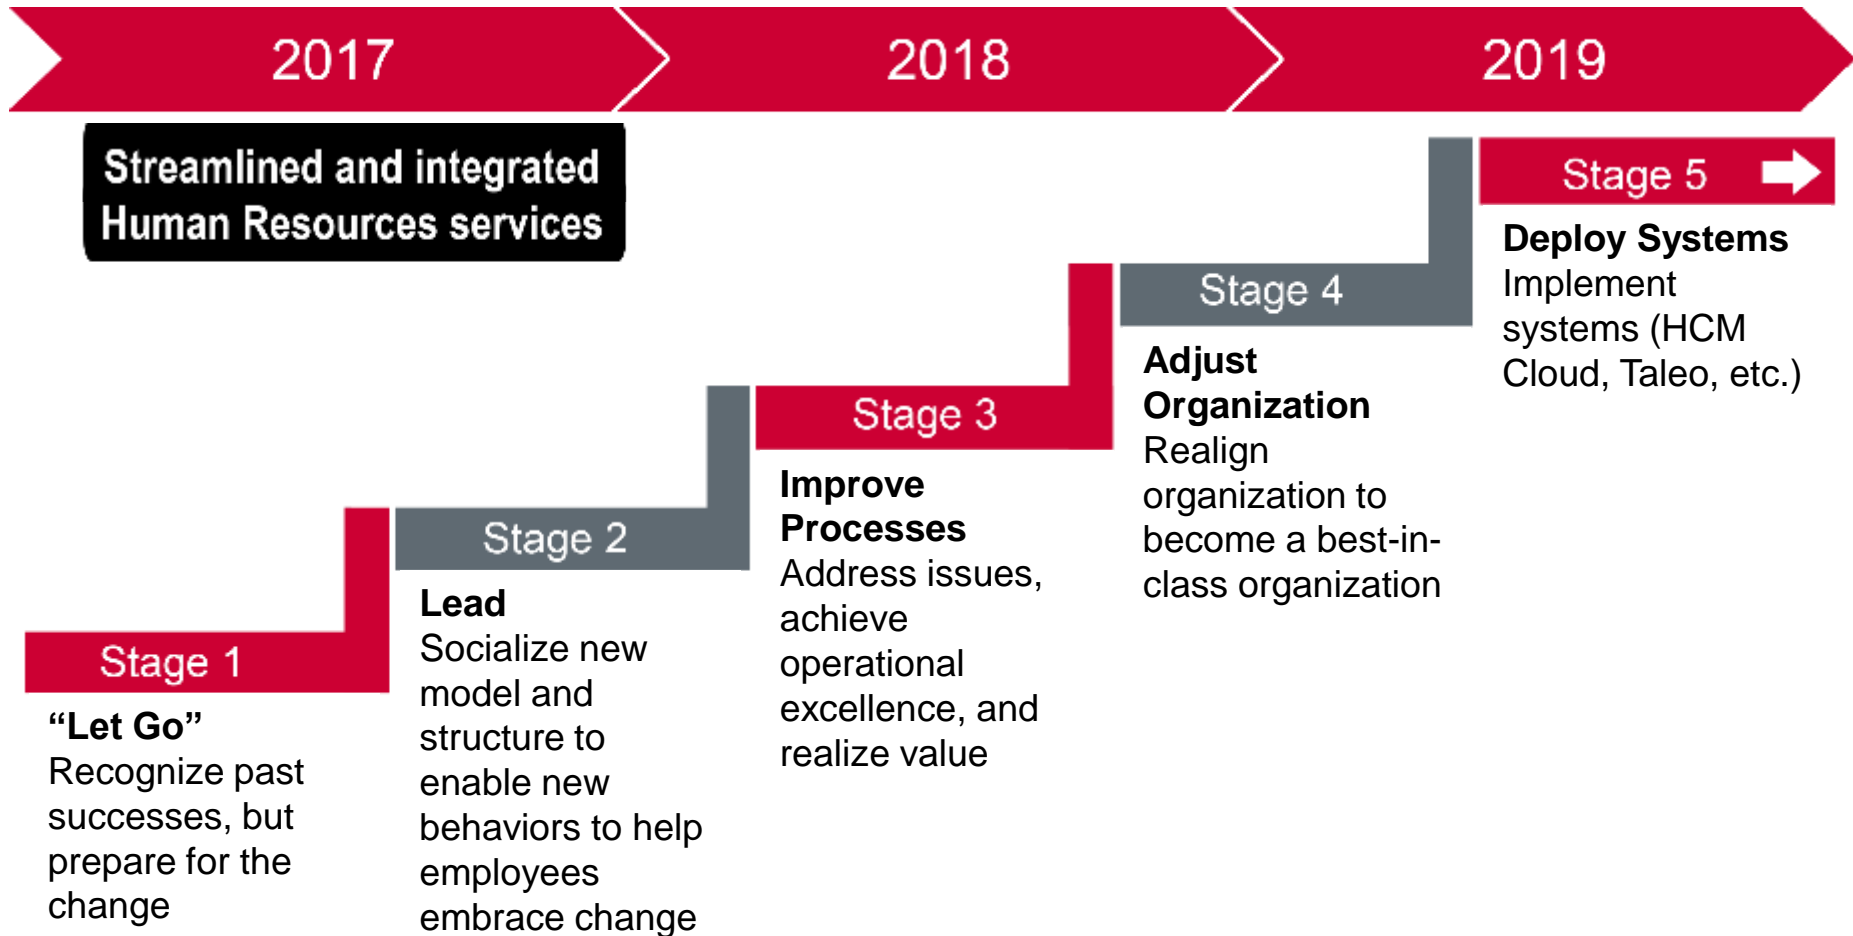 2017
2018
2019
Streamlined and integrated
Human Resources services
Stage 1
“Let Go”
Recognize past
successes, but
prepare for the
change
Stage 2
Lead
Socialize new
model and
structure to
enable new
behaviors to help
employees
embrace change
Stage 3
Improve
Processes
Address issues,
achieve
operational
excellence, and
realize value
Stage 4
Adjust
Organization
Realign
organization to
become a best-in-
class organization
Stage 5
Deploy Systems
Implement
systems (HCM
Cloud, Taleo, etc.)